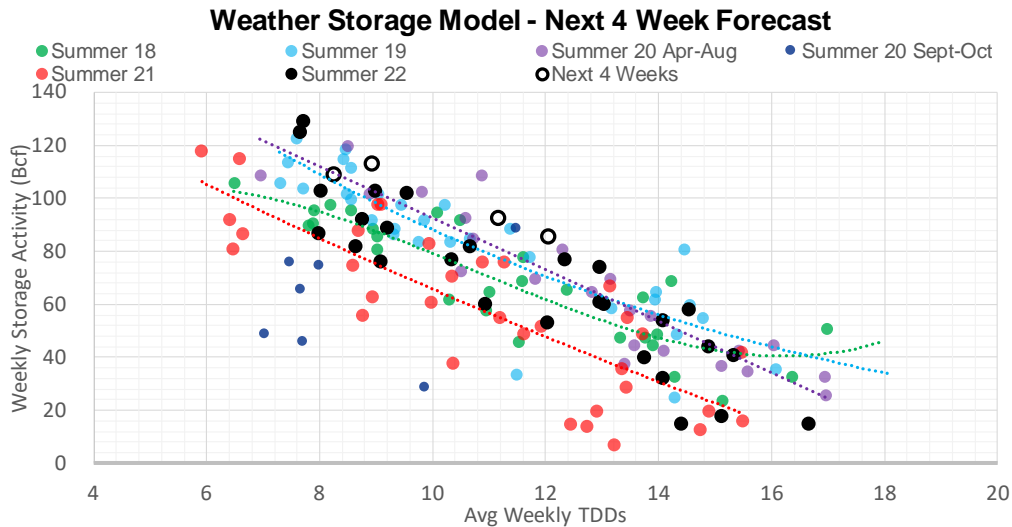 Weather Storage Model - Next 4 Week Forecast
Summer 18 Summer 19 Summer 20 Apr-Aug Summer 20 Sept-Oct
Summer 21 Summer 22 Next 4 Weeks
Weekly Storage Activity (Bcf)
140
120
100
80
60
40
20
0
4 6 8 10 12 14 16 18 20
Avg Weekly TDDs